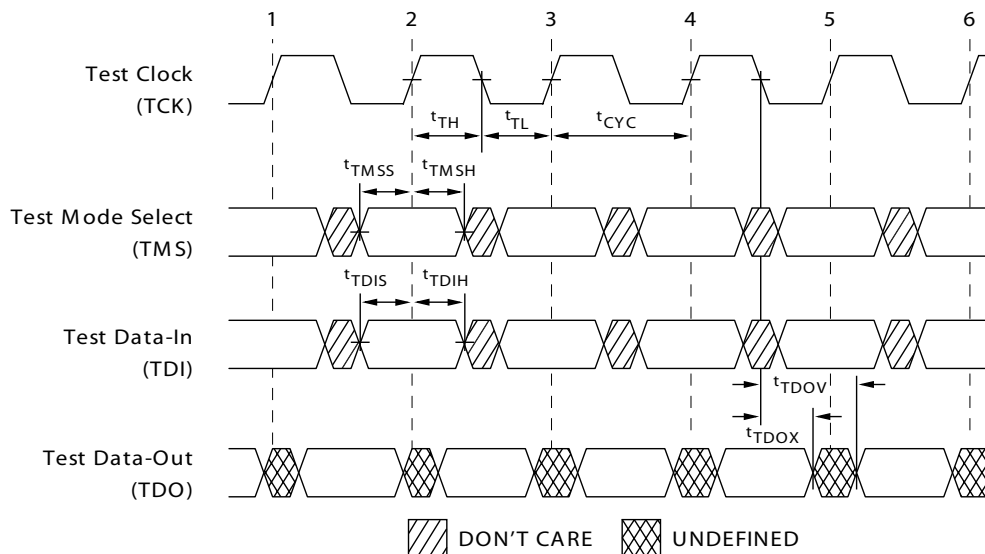 1 2 3 4 5 6
Test Clock
(TCK)
tTH tTL tCYC
tTMSS tTMSH
Test Mode Select
(TMS)
tTDIS tTDIH
Test Data-In
(TDI)
tTDOV
tTDOX
Test Data-Out
(TDO)
DON'T CARE UNDEFINED